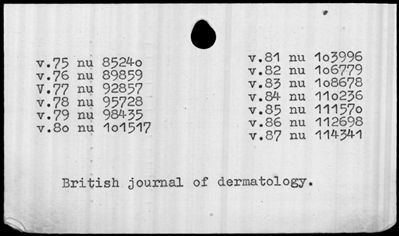 v.75 nu 85240
v.76 nu 89859
V.77 nu 92857
v.78 nu 95728
v.79 nu 98435
v.80 nu 101517
v.81 nu 103996
v.82 nu 106779
v.83 nu 108678
v.84 nu 110236
v.85 nu 111570
v.86 nu 112698
v.87 nu 114341
British journal of dermatology.